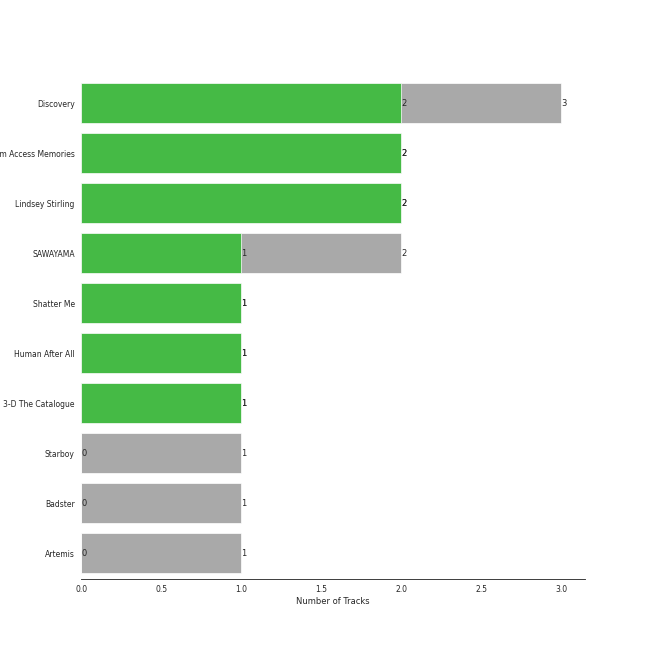 Discovery 2 3
m Access Memories 2
Lindsey Stirling 2
SAWAYAMA 1 2
Shatter Me 1
Human After All 1
3-D The Catalogue 1
Starboy 0 1
Badster 0 1
Artemis 0 1
0.0 0.5 1.0 1.5 2.0 2.5 3.0
Number of Tracks